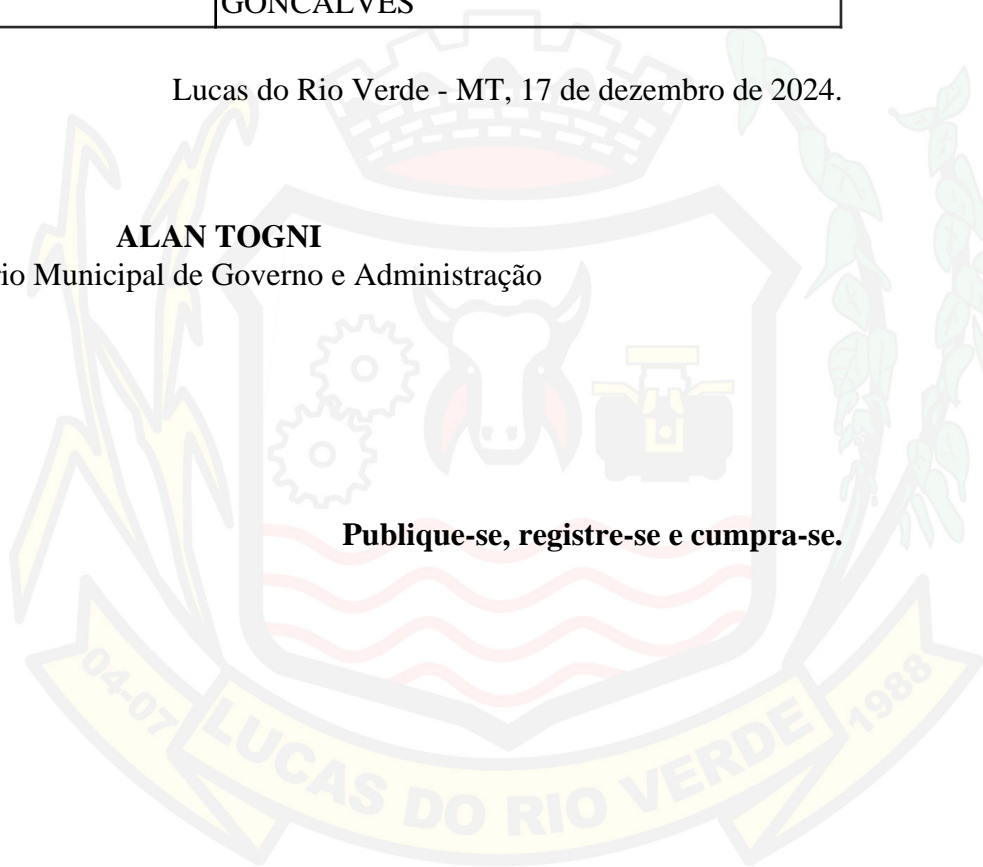 GONCALVES
Lucas do Rio Verde - MT, 17 de dezembro de 2024.
ALAN TOGNI
io Municipal de Governo e Administração
Publique-se, registre-se e cumpra-se.
04-07 LUCAS DO RIO VERDE 1988